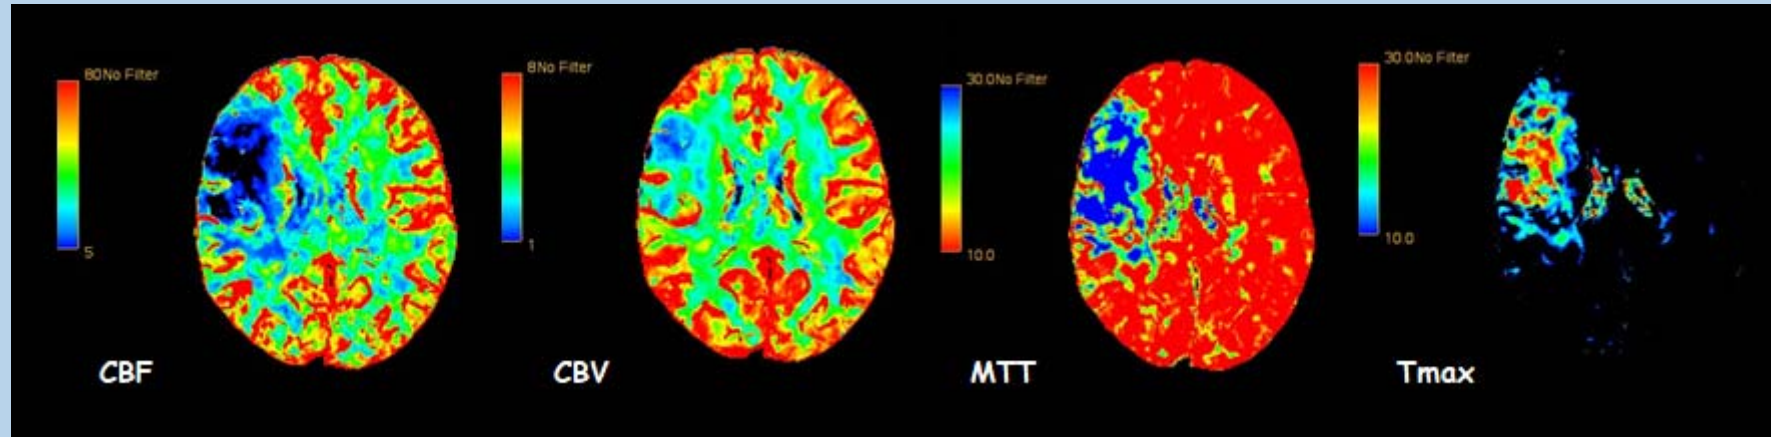 80No Filter
5
CBF
8No Filter
1
CBV
30.0No Filter
10.0
MTT
30.0No Filter
10.0
Tmax